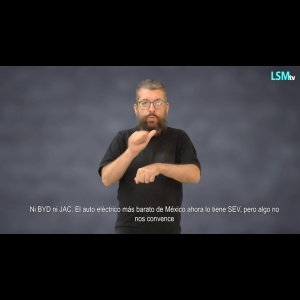 LSMtv
Ni BYD ni JAC. El auto eléctrico más barato de México ahora lo tiene SEV, pero algo no
nos convence